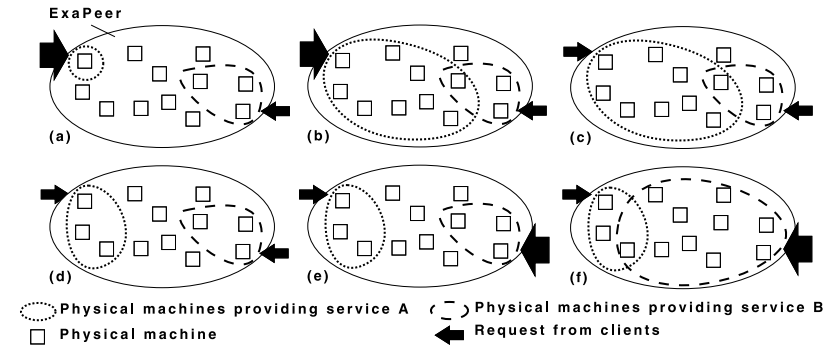 ExaPeer
(a)
(b)
(c)
(d)
(e)
(f)
Physical machines providing service A
Physical machines providing service B
Physical machine
Request from clients